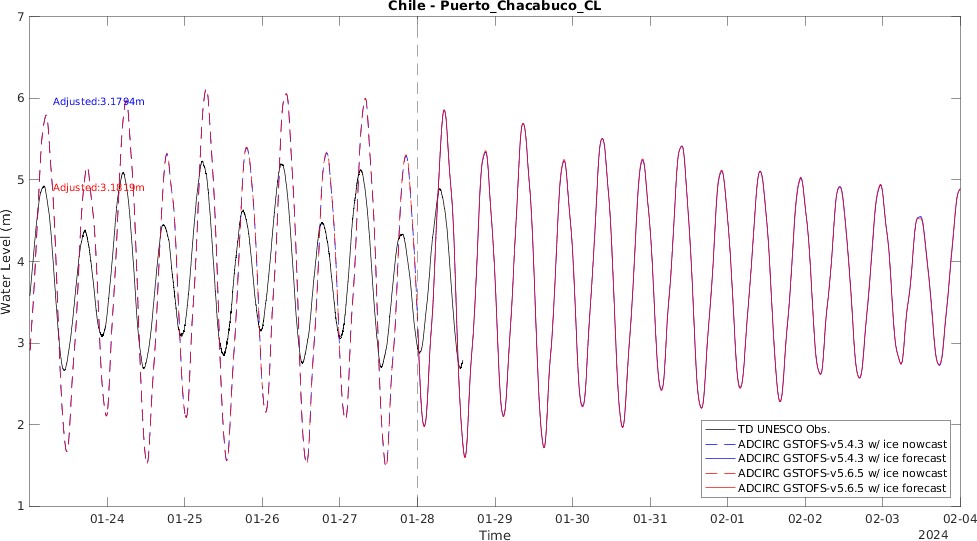 Chile - Puerto_Chacabuco_CL
7
6
5
4
3
2
1
Water Level (m)
Adjusted:3.1794m
Adjusted:3.1819m
TD UNESCO Obs.
ADCIRC GSTOFS-v5.4.3 w/ ice nowcast
ADCIRC GSTOFS-v5.4.3 w/ ice forecast
ADCIRC GSTOFS-v5.6.5 w/ ice nowcast
ADCIRC GSTOFS-v5.6.5 w/ ice forecast
01-24 01-25 01-26 01-27 01-28 01-29 01-30 01-31 02-01 02-02 02-03 02-04
Time
2024